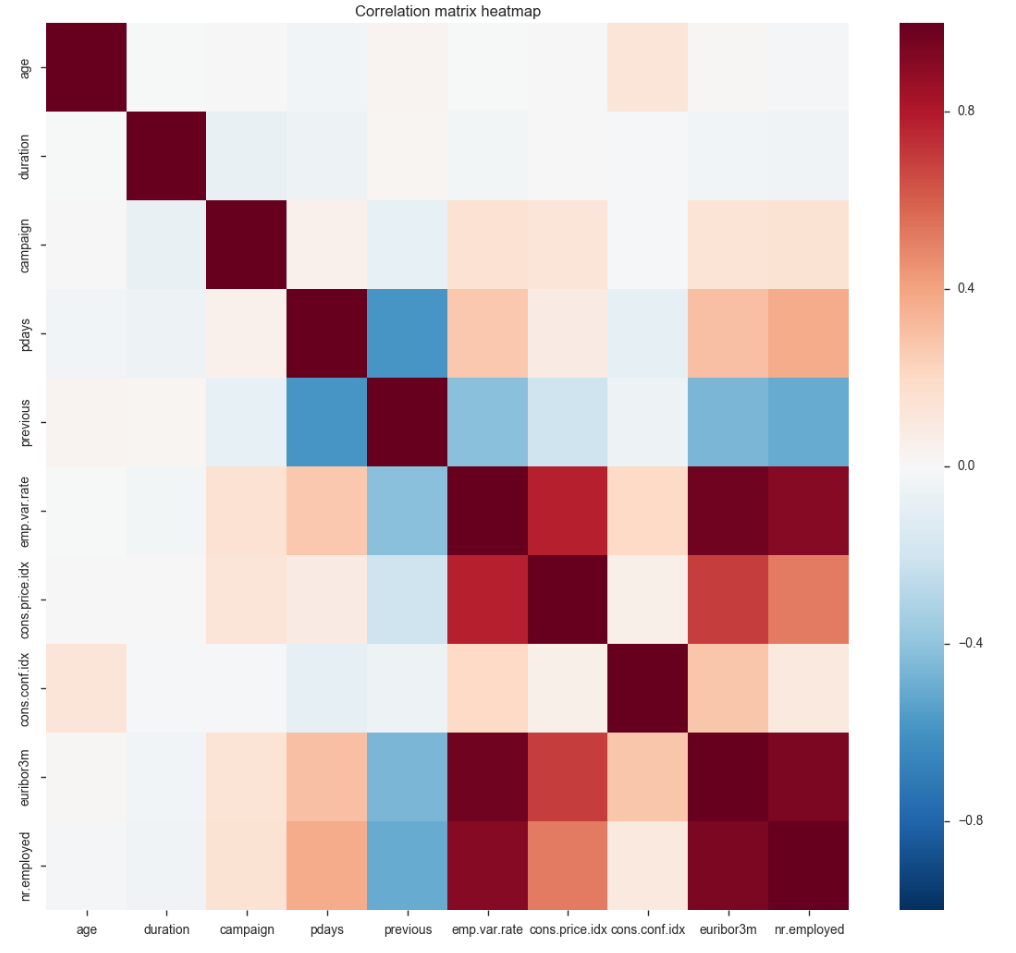 Correlation matrix heatmap
age
duration
campaign
pdays
previous
emp.var.rate
cons.price.idx
cons.conf.idx
euribor3m
nr.employed
age duration campaign pdays previous emp.var.rate cons.price.idx cons.conf.idx euribor3m nr.employed
0.8
0.4
0.0
−0.4
−0.8